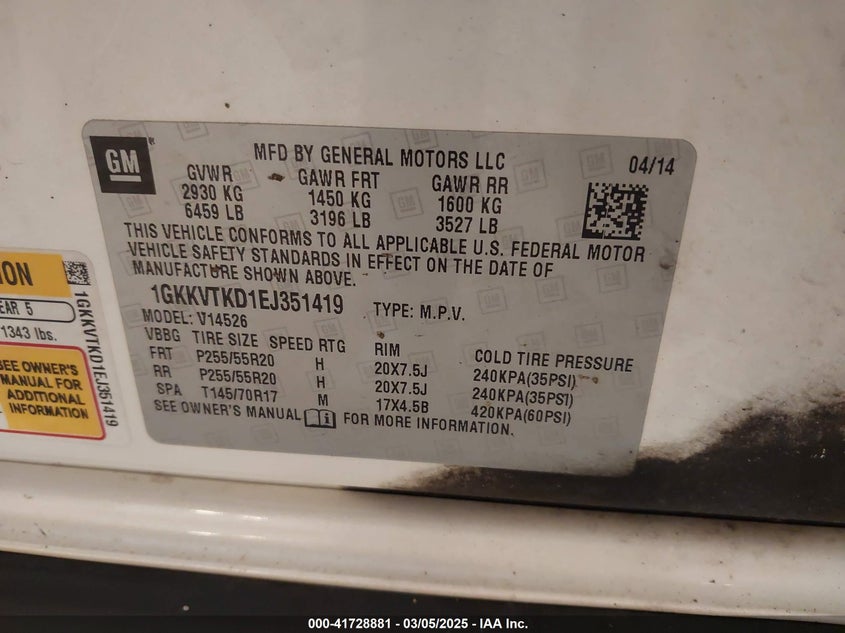 GM
MFD BY GENERAL MOTORS LLC
04/14
GVWR GAWR FRT GAWR RR
2930 KG 1450 KG 1600 KG
6459 LB 3196 LB 3527 LB
THIS VEHICLE CONFORMS TO ALL APPLICABLE U.S. FEDERAL MOTOR
VEHICLE SAFETY STANDARDS IN EFFECT ON THE DATE OF
MANUFACTURE SHOWN ABOVE.
1GKKVTKD1EJ351419 TYPE: M.P.V.
MODEL: V14526
VBBG TIRE SIZE SPEED RTG RIM COLD TIRE PRESSURE
FRT P255/55R20 H 20X7.5J 240KPA(35PSI)
RR P255/55R20 H 20X7.5J 240KPA(35PSI)
SPA T145/70R17 M 17X4.5B 420KPA(60PSI)
SEE OWNER'S MANUAL FOR MORE INFORMATION.
EAR 5
1343 lbs.
SEE OWNER'S
MANUAL FOR
ADDITIONAL
INFORMATION
1GKKVTKD1EJ351419
000-41728881 - 03/05/2025 - IAA Inc.